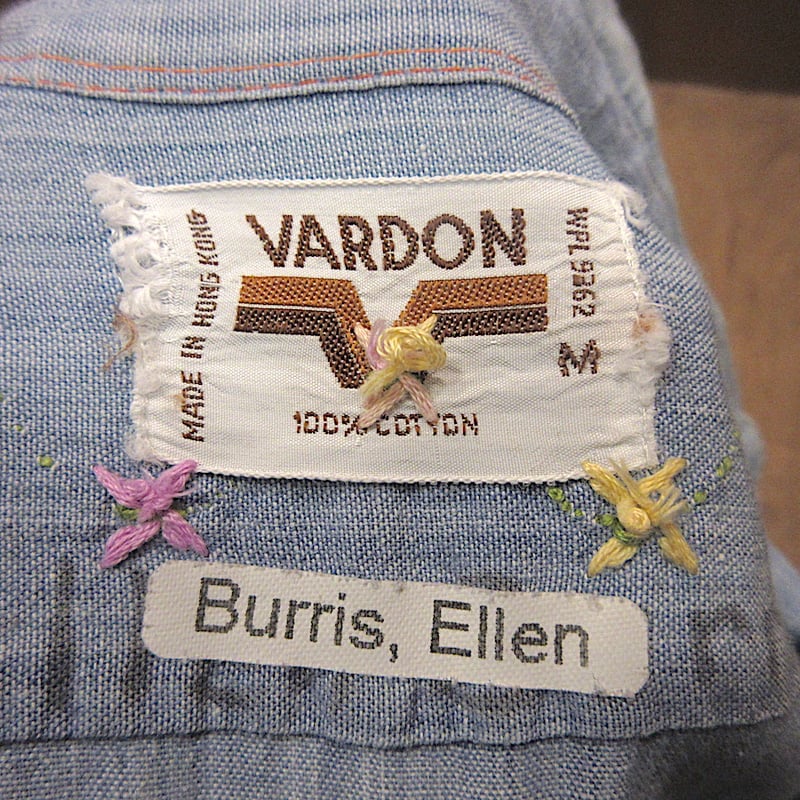 VARDON
MADE IN HONG KONG
WPL 9362
M
100% COTTON
Burris, Ellen